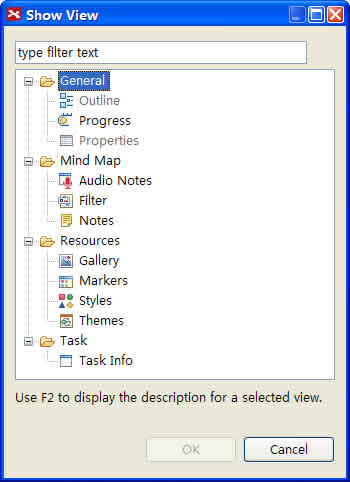 Show View
type filter text
General
Outline
Progress
Properties
Mind Map
Audio Notes
Filter
Notes
Resources
Gallery
Markers
Styles
Themes
Task
Task Info
Use F2 to display the description for a selected view.
OK
Cancel